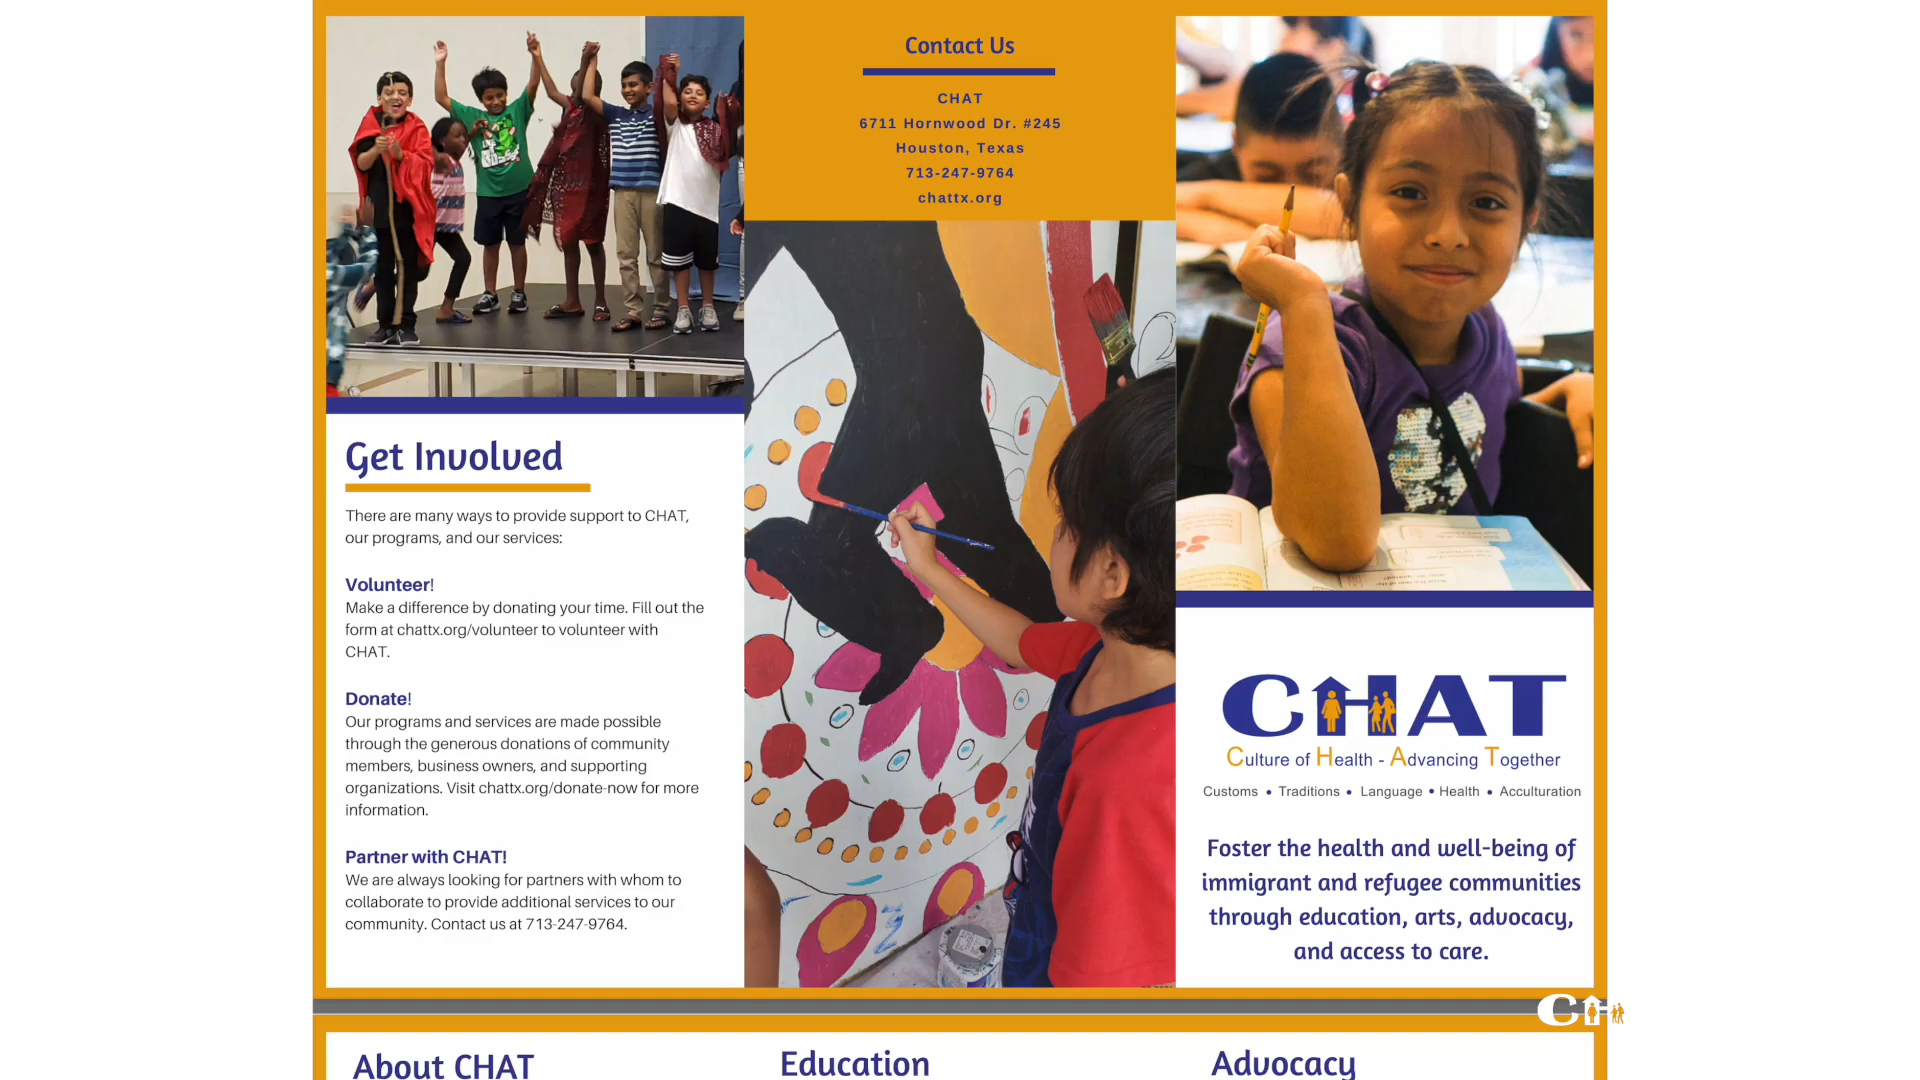 Get Involved
There are many ways to provide support to CHAT,
our programs, and our services:
Volunteer!
Make a difference by donating your time. Fill out the
form at chattx.org/volunteer to volunteer with
CHAT.
Donate!
Our programs and services are made possible
through the generous donations of community
members, business owners, and supporting
organizations. Visit chattx.org/donate-now for more
information.
Partner with CHAT!
We are always looking for partners with whom to
collaborate to provide additional services to our
community. Contact us at 713-247-9764.
Contact Us
CHAT
6711 Hornwood Dr. #245
Houston, Texas
713-247-9764
chattx.org
CHAT
Culture of Health - Advancing Together
Customs • Traditions • Language • Health • Acculturation
Foster the health and well-being of
immigrant and refugee communities
through education, arts, advocacy,
and access to care.
CH
About CHAT
Education
Advocacy